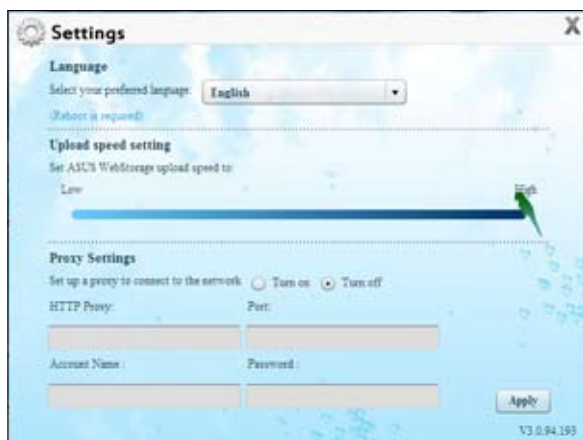 Settings
X
Language
Select your preferred language:
English
(Reboot is required)
Upload speed setting
Set ASUS WebStorage upload speed to:
Low
High
Proxy Settings
Set up a proxy to connect to the network
Turn on
Turn off
HTTP Proxy:
Port:
Account Name :
Password :
Apply
V3.0.94.193